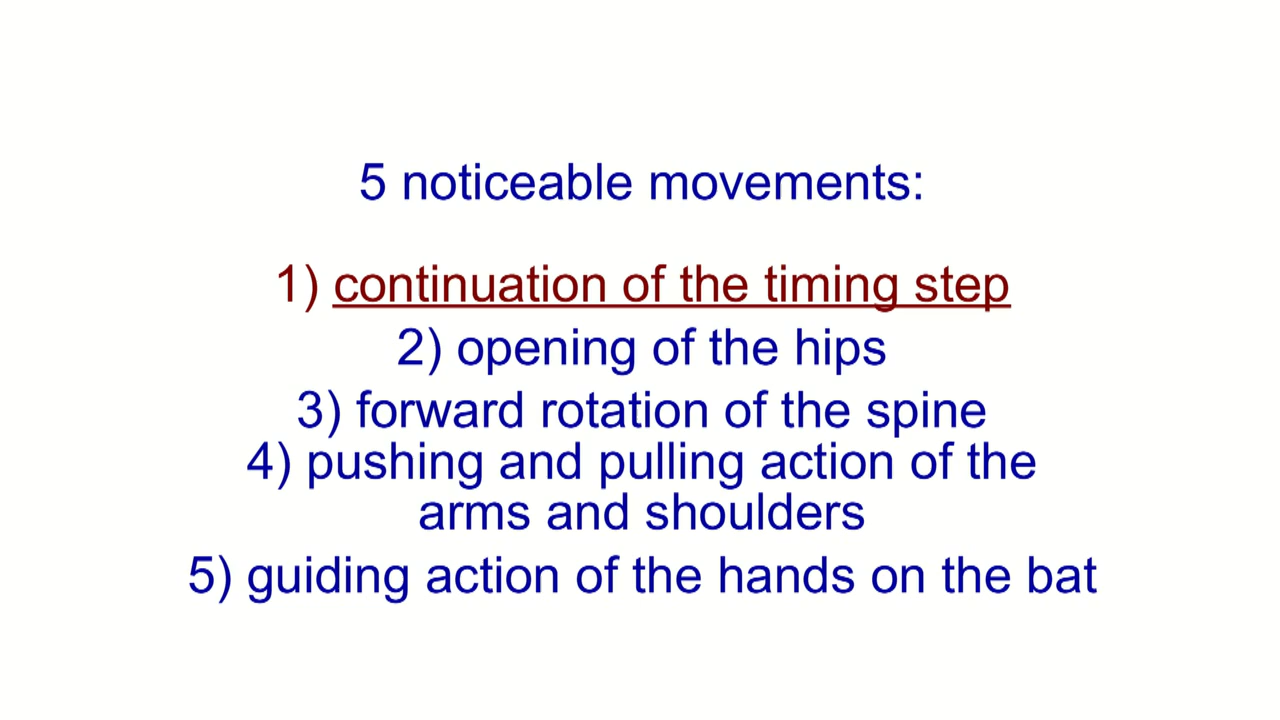 5 noticeable movements:
1) continuation of the timing step
2) opening of the hips
3) forward rotation of the spine
4) pushing and pulling action of the
arms and shoulders
5) guiding action of the hands on the bat